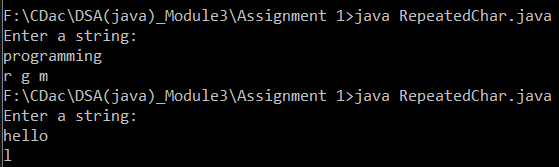 F:\CDac\DSA(java)_Module3\Assignment 1>java RepeatedChar.java
Enter a string:
programming
r g m
F:\CDac\DSA(java)_Module3\Assignment 1>java RepeatedChar.java
Enter a string:
hello
l